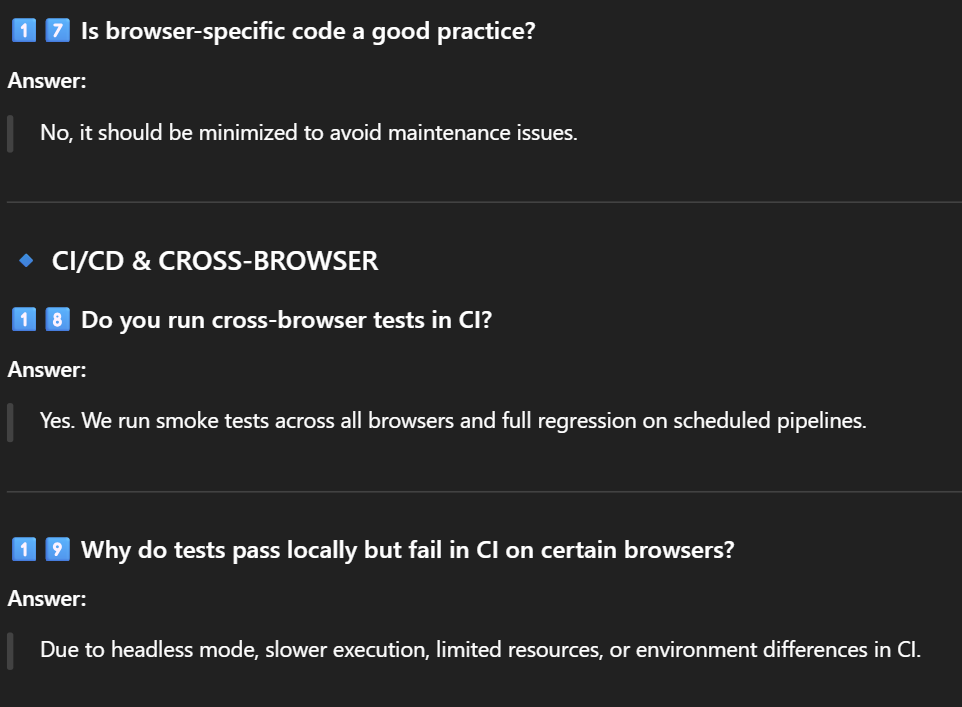 1️⃣ 7️⃣ Is browser-specific code a good practice?
Answer:
No, it should be minimized to avoid maintenance issues.
🔹 CI/CD & CROSS-BROWSER
1️⃣ 8️⃣ Do you run cross-browser tests in CI?
Answer:
Yes. We run smoke tests across all browsers and full regression on scheduled pipelines.
1️⃣ 9️⃣ Why do tests pass locally but fail in CI on certain browsers?
Answer:
Due to headless mode, slower execution, limited resources, or environment differences in CI.